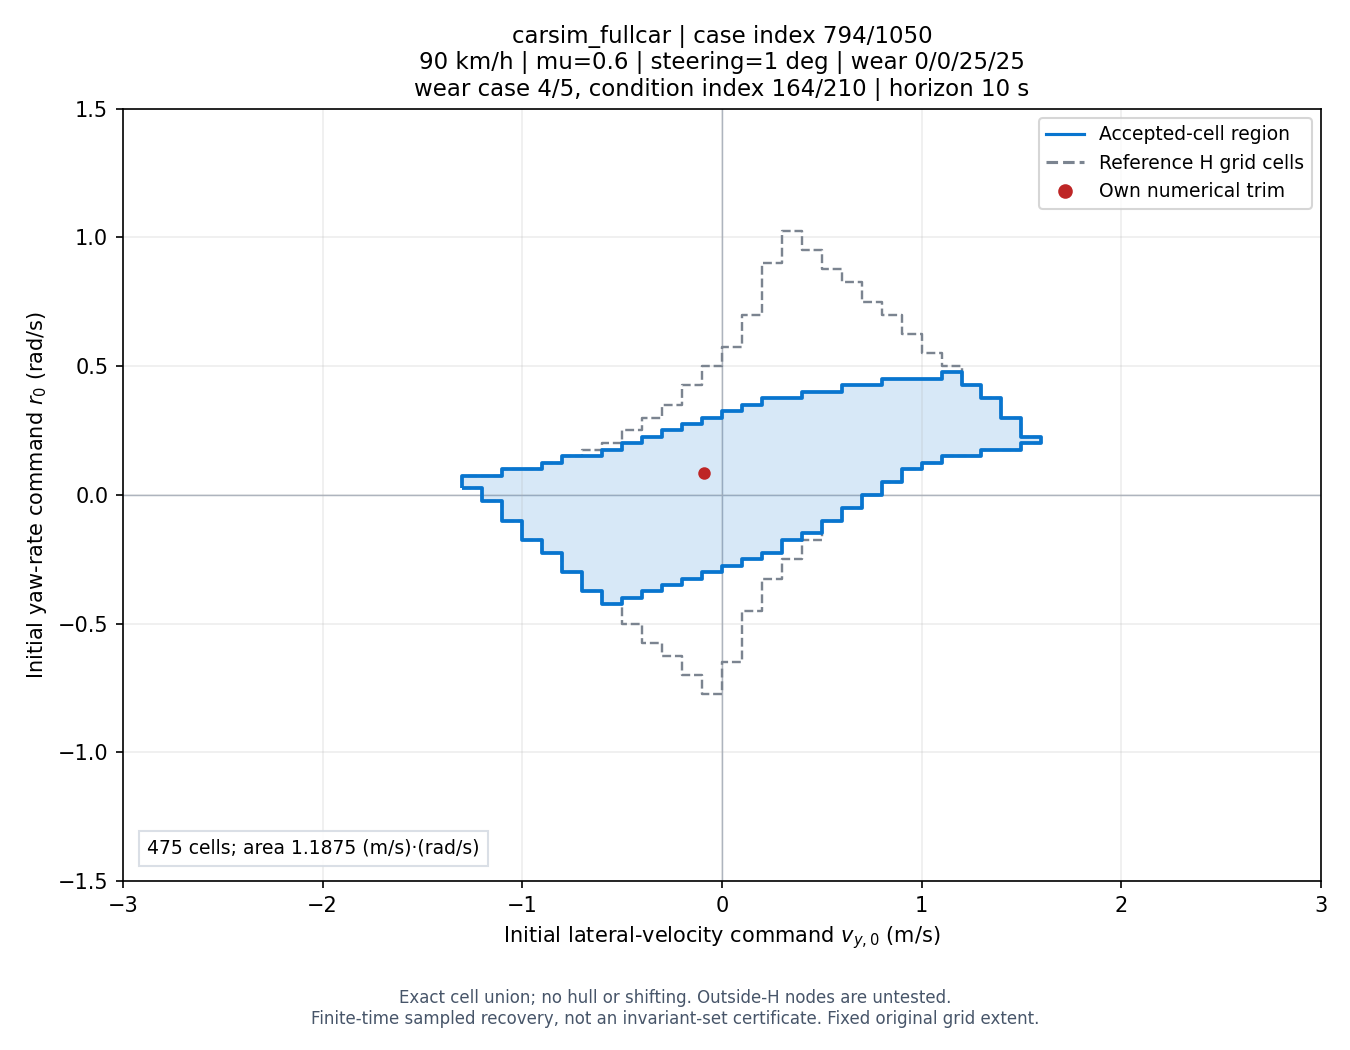 carsim_fullcar | case index 794/1050
90 km/h | mu=0.6 | steering=1 deg | wear 0/0/25/25
wear case 4/5, condition index 164/210 | horizon 10 s
Accepted-cell region
Reference H grid cells
Own numerical trim
1.5
1.0
0.5
0.0
−0.5
−1.0
−1.5
Initial yaw-rate command r₀ (rad/s)
475 cells; area 1.1875 (m/s)·(rad/s)
−3
−2
−1
0
1
2
3
Initial lateral-velocity command v_{y,0} (m/s)
Exact cell union; no hull or shifting. Outside-H nodes are untested.
Finite-time sampled recovery, not an invariant-set certificate. Fixed original grid extent.